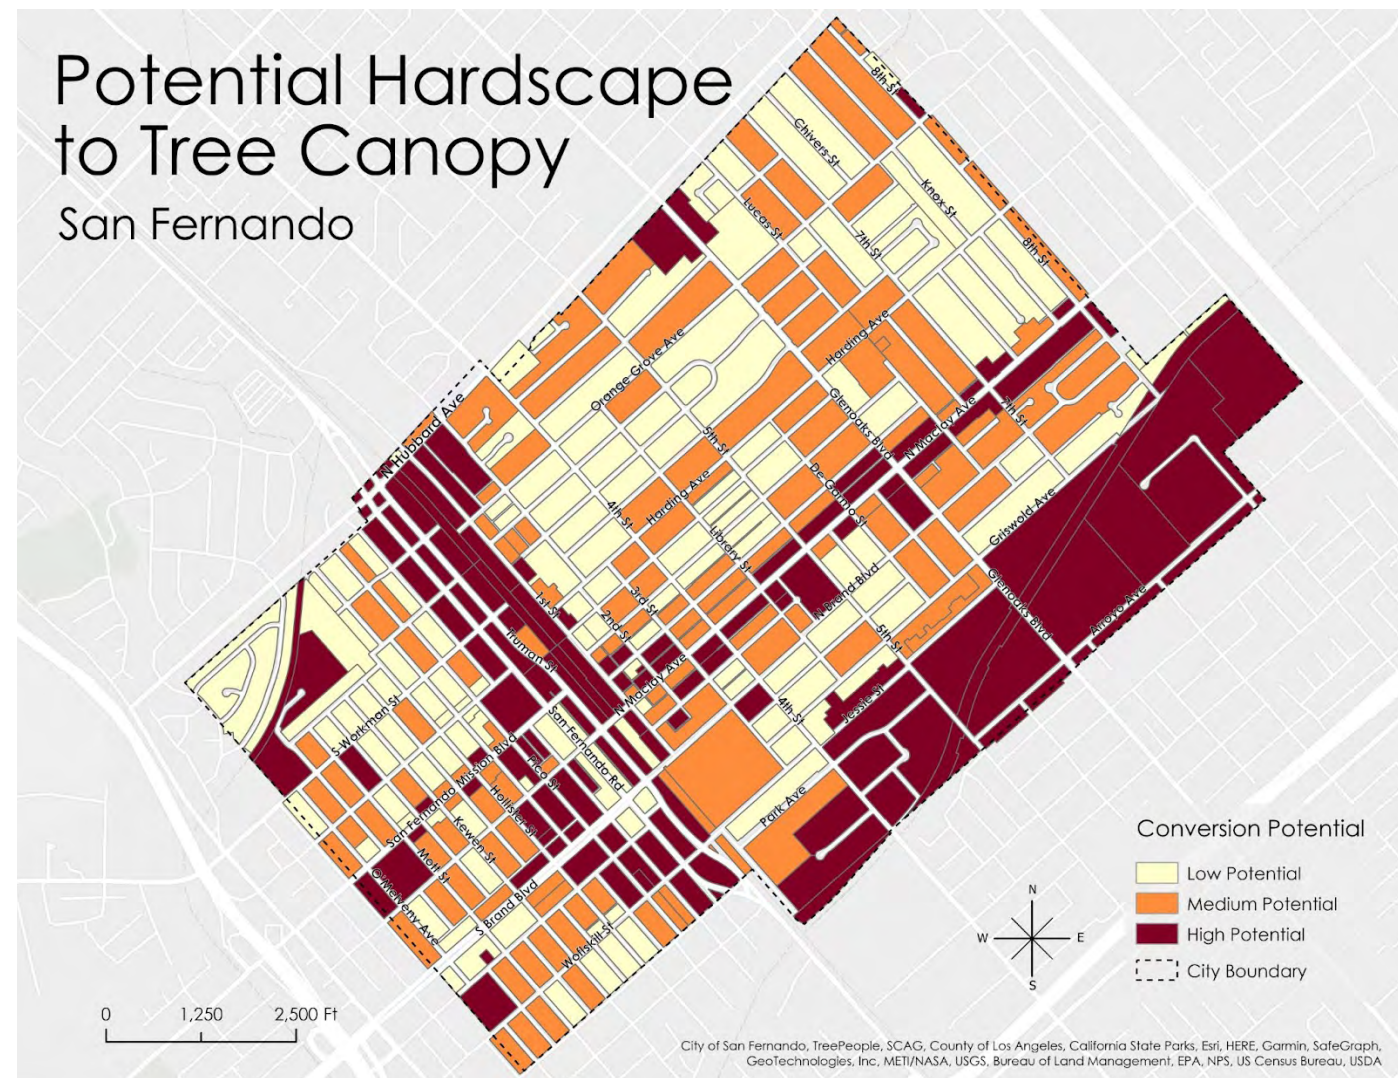 Potential Hardscape
to Tree Canopy
San Fernando
8th St
Chivers St
Knox St
Lucas St
7th St
8th St
Harding Ave
Orange Grove Ave
Glenoaks Blvd
N Maclay Ave
7th St
N Hubbard Ave
5th St
De Garmo St
Harding Ave
4th St
Griswold Ave
Library St
Glenoaks Blvd
Arroyo Ave
N Brand Blvd
3rd St
1st St
2nd St
5th St
Truman St
N Maclay Ave
Jessie St
4th St
S Workman St
San Fernando Rd
San Fernando Mission Blvd
Pico St
Hollister St
Park Ave
Kewen St
Mott St
O'Melveny Ave
S Brand Blvd
Wolfskill St
Conversion Potential
Low Potential
Medium Potential
High Potential
City Boundary
N
W
E
S
0 1,250 2,500 Ft
City of San Fernando, TreePeople, SCAG, County of Los Angeles, California State Parks, Esri, HERE, Garmin, SafeGraph,
GeoTechnologies, Inc, METI/NASA, USGS, Bureau of Land Management, EPA, NPS, US Census Bureau, USDA